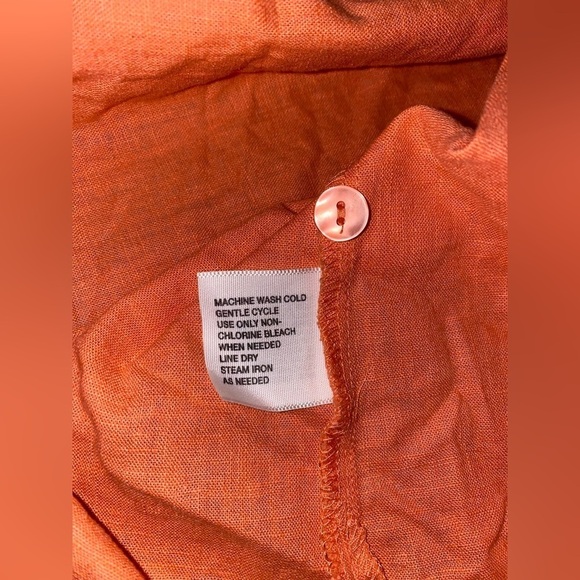 MACHINE WASH COLD
GENTLE CYCLE
USE ONLY NON-
CHLORINE BLEACH
WHEN NEEDED
LINE DRY
STEAM IRON
AS NEEDED